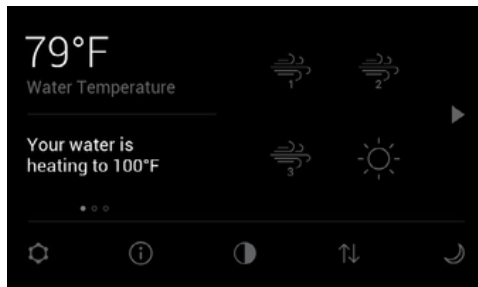 79°F
Water Temperature
1
2
Your water is
heating to 100°F
3